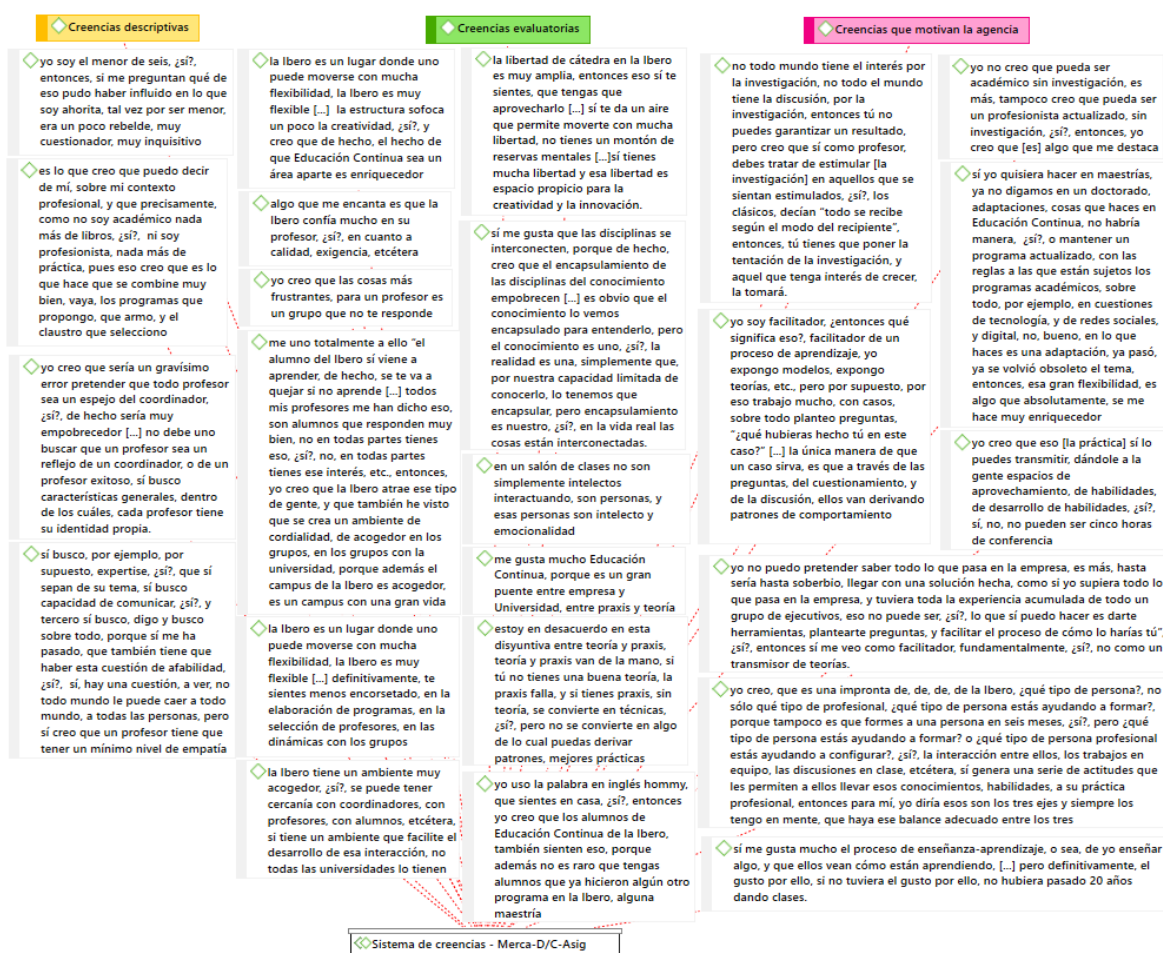 Creencias descriptivas
yo soy el menor de seis, ¿sí?,
entonces, si me preguntan qué de
eso pudo haber influido en lo que
soy ahorita, tal vez por ser menor,
era un poco rebelde, muy
cuestionador, muy inquisitivo
es lo que creo que puedo decir
de mí, sobre mi contexto
profesional, y que precisamente,
como no soy académico nada
más de libros, ¿sí?, ni soy
profesionista, nada más de
práctica, pues eso creo que es lo
que hace que se combine muy
bien, vaya, los programas que
propongo, que armo, y el
claustro que selecciono
yo creo que sería un gravísimo
error pretender que todo profesor
sea un espejo del coordinador,
¿sí?, de hecho sería muy
empobrecedor [...] no debe uno
buscar que un profesor sea un
reflejo de un coordinador, o de un
profesor exitoso, sí busco
características generales, dentro
de los cuáles, cada profesor tiene
su identidad propia.
sí busco, por ejemplo, por
supuesto, expertise, ¿sí?, que sí
sepan de su tema, sí busco
capacidad de comunicar, ¿sí?, y
tercero sí busco, digo y busco
sobre todo, porque sí me ha
pasado, que también tiene que
haber esta cuestión de afabilidad,
¿sí?, sí, hay una cuestión, a ver, no
todo mundo le puede caer a todo
mundo, a todas las personas, pero
sí creo que un profesor tiene que
tener un mínimo nivel de empatía
Creencias evaluatorias
la Ibero es un lugar donde uno
puede moverse con mucha
flexibilidad, la Ibero es muy
flexible [...] la estructura sofoca
un poco la creatividad, ¿sí?, y
creo que de hecho, el hecho de
que Educación Continua sea un
área aparte es enriquecedor
algo que me encanta es que la
Ibero confía mucho en su
profesor, ¿sí?, en cuanto a
calidad, exigencia, etcétera
yo creo que las cosas más
frustrantes, para un profesor es
un grupo que no te responde
me uno totalmente a ello "el
alumno del Ibero sí viene a
aprender, de hecho, se te va a
quejar si no aprende [...] todos
mis profesores me han dicho eso,
son alumnos que responden muy
bien, no en todas partes tienes
eso, ¿sí?, no, en todas partes
tienes ese interés, etc., entonces,
yo creo que la Ibero atrae ese tipo
de gente, y que también he visto
que se crea un ambiente de
cordialidad, de acogedor en los
grupos, en los grupos con la
universidad, porque además el
campus de la Ibero es acogedor,
es un campus con una gran vida
la Ibero es un lugar donde uno
puede moverse con mucha
flexibilidad, la Ibero es muy
flexible [...] definitivamente, te
sientes menos encorsetado, en la
elaboración de programas, en la
selección de profesores, en las
dinámicas con los grupos
la Ibero tiene un ambiente muy
acogedor, ¿sí?, se puede tener
cercanía con coordinadores, con
profesores, con alumnos, etcétera,
si tiene un ambiente que facilite el
desarrollo de esa interacción, no
todas las universidades lo tienen
la libertad de cátedra en la Ibero
es muy amplia, entonces eso sí te
sientes, que tengas que
aprovecharlo [...] sí te da un aire
que permite moverte con mucha
libertad, no tienes un montón de
reservas mentales [...]sí tienes
mucha libertad y esa libertad es
espacio propicio para la
creatividad y la innovación.
sí me gusta que las disciplinas se
interconecten, porque de hecho,
creo que el encapsulamiento de
las disciplinas del conocimiento
empobrecen [...] es obvio que el
conocimiento lo vemos
encapsulado para entenderlo, pero
el conocimiento es uno, ¿sí?, la
realidad es una, simplemente que,
por nuestra capacidad limitada de
conocerlo, lo tenemos que
encapsular, pero encapsulamiento
es nuestro, ¿sí?, en la vida real las
cosas están interconectadas.
en un salón de clases no son
simplemente intelectos
interactuando, son personas, y
esas personas son intelecto y
emocionalidad
me gusta mucho Educación
Continua, porque es un gran
puente entre empresa y
Universidad, entre praxis y teoría
estoy en desacuerdo en esta
disyuntiva entre teoría y praxis,
teoría y praxis van de la mano, si
tú no tienes una buena teoría, la
praxis falla, y si tienes praxis, sin
teoría, se convierte en técnicas,
¿sí?, pero no se convierte en algo
de lo cual puedas derivar
patrones, mejores prácticas
yo uso la palabra en inglés hommy,
que sientes en casa, ¿sí?, entonces
yo creo que los alumnos de
Educación Continua de la Ibero,
también sienten eso, porque
además no es raro que tengas
alumnos que ya hicieron algún otro
programa en la Ibero, alguna
maestría
Creencias que motivan la agencia
no todo mundo tiene el interés por
la investigación, no todo el mundo
tiene la discusión, por la
investigación, entonces tú no
puedes garantizar un resultado,
pero creo que sí como profesor,
debes tratar de estimular [la
investigación] en aquellos que se
sientan estimulados, ¿sí?, los
clásicos, decían "todo se recibe
según el modo del recipiente",
entonces, tú tienes que poner la
tentación de la investigación, y
aquel que tenga interés de crecer,
la tomará.
yo soy facilitador, ¿entonces qué
significa eso?, facilitador de un
proceso de aprendizaje, yo
expongo modelos, expongo
teorías, etc., pero por supuesto, por
eso trabajo mucho, con casos,
sobre todo planteo preguntas,
"¿qué hubieras hecho tú en este
caso?" [...] la única manera de que
un caso sirva, es que a través de las
preguntas, del cuestionamiento, y
de la discusión, ellos van derivando
patrones de comportamiento
yo no creo que pueda ser
académico sin investigación, es
más, tampoco creo que pueda ser
un profesionista actualizado, sin
investigación, ¿sí?, entonces, yo
creo que [es] algo que me destaca
sí yo quisiera hacer en maestrías,
ya no digamos en un doctorado,
adaptaciones, cosas que haces en
Educación Continua, no habría
manera, ¿sí?, o mantener un
programa actualizado, con las
reglas a las que están sujetos los
programas académicos, sobre
todo, por ejemplo, en cuestiones
de tecnología, y de redes sociales,
y digital, no, bueno, en lo que
haces es una adaptación, ya pasó,
ya se volvió obsoleto el tema,
entonces, esa gran flexibilidad, es
algo que absolutamente, se me
hace muy enriquecedor
yo creo que eso [la práctica] sí lo
puedes transmitir, dándole a la
gente espacios de
aprovechamiento, de habilidades,
de desarrollo de habilidades, ¿sí?,
sí, no, no pueden ser cinco horas
de conferencia
yo no puedo pretender saber todo lo que pasa en la empresa, es más, hasta
sería hasta soberbio, llegar con una solución hecha, como si yo supiera todo lo
que pasa en la empresa, y tuviera toda la experiencia acumulada de todo un
grupo de ejecutivos, eso no puede ser, ¿sí?, lo que sí puedo hacer es darte
herramientas, plantearte preguntas, y facilitar el proceso de cómo lo harías tú",
¿sí?, entonces sí me veo como facilitador, fundamentalmente, ¿sí?, no como un
transmisor de teorías.
yo creo, que es una impronta de, de, de, de la Ibero, ¿qué tipo de persona?, no
sólo qué tipo de profesional, ¿qué tipo de persona estás ayudando a formar?,
porque tampoco es que formes a una persona en seis meses, ¿sí?, pero ¿qué
tipo de persona estás ayudando a formar? o ¿qué tipo de persona profesional
estás ayudando a configurar?, ¿sí?, la interacción entre ellos, los trabajos en
equipo, las discusiones en clase, etcétera, sí genera una serie de actitudes que
les permiten a ellos llevar esos conocimientos, habilidades, a su práctica
profesional, entonces para mí, yo diría esos son los tres ejes y siempre los
tengo en mente, que haya ese balance adecuado entre los tres
sí me gusta mucho el proceso de enseñanza-aprendizaje, o sea, de yo enseñar
algo, y que ellos vean cómo están aprendiendo, [...] pero definitivamente, el
gusto por ello, si no tuviera el gusto por ello, no hubiera pasado 20 años
dando clases.
Sistema de creencias - Merca-D/C-Asig